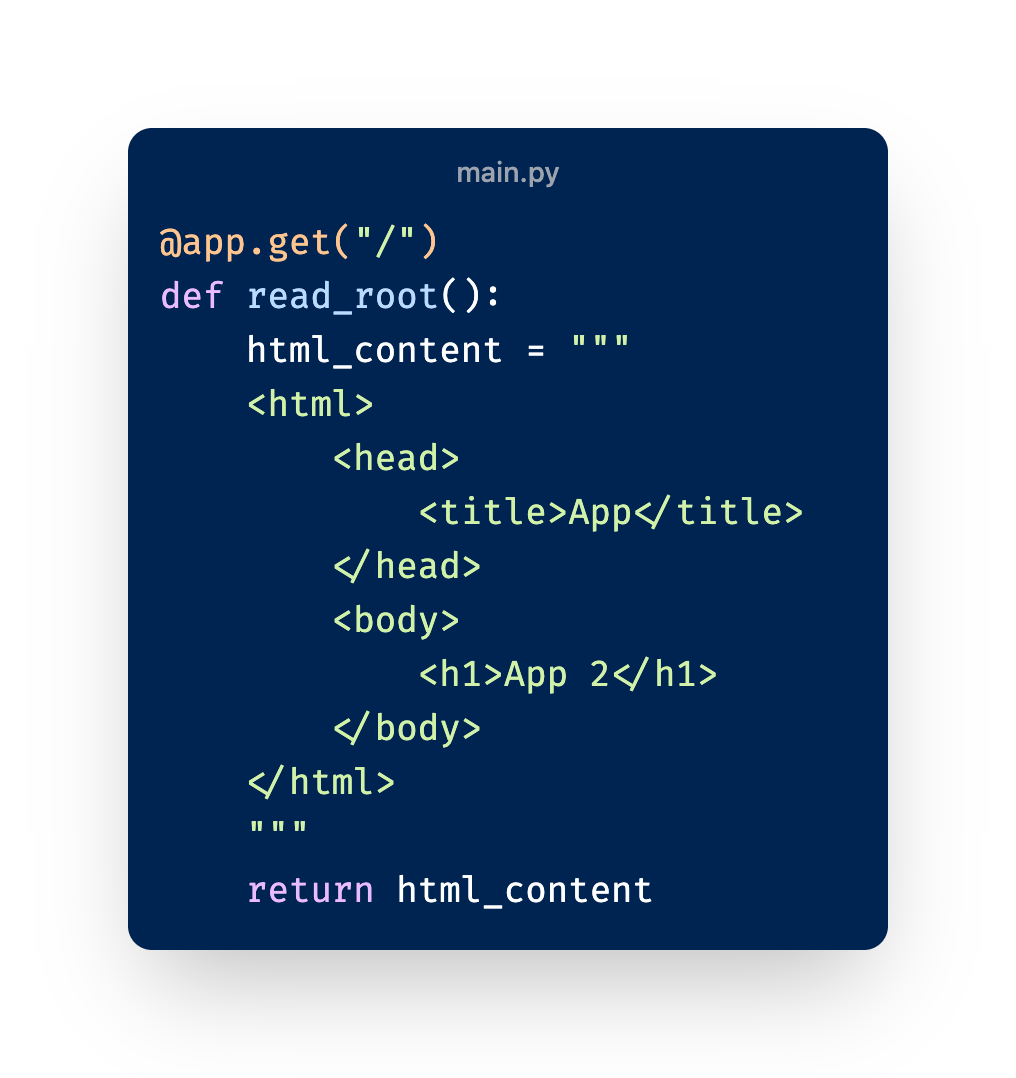 main.py
@app.get("/")
def read_root():
    html_content = """
    <html>
        <head>
            <title>App</title>
        </head>
        <body>
            <h1>App 2</h1>
        </body>
    </html>
    """
    return html_content